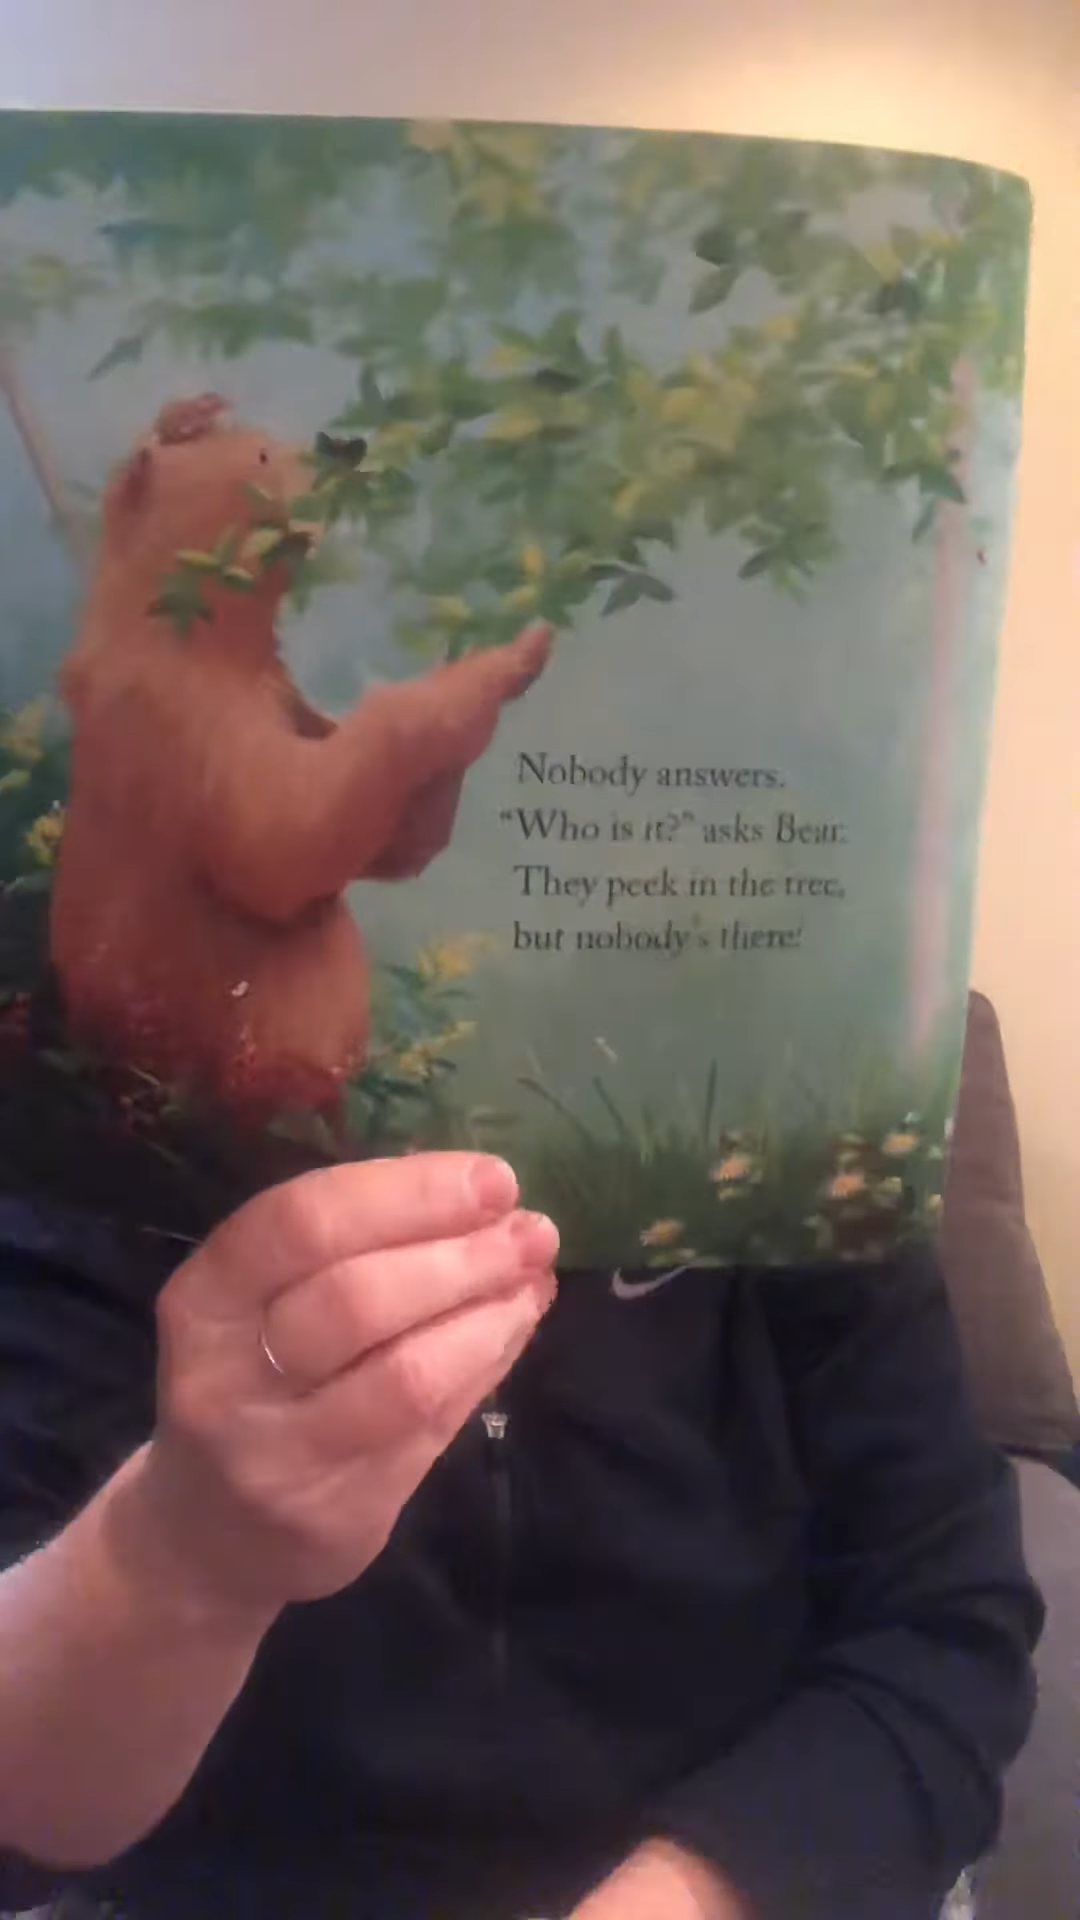 Nobody answers.
“Who is it?” asks Bear.
They peek in the tree,
but nobody’s there!